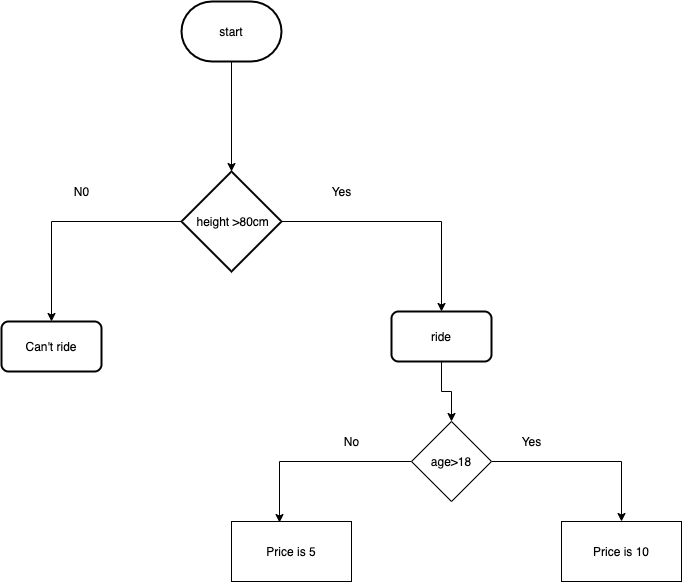 start
N0
Yes
height >80cm
Can't ride
ride
No
Yes
age>18
Price is 5
Price is 10